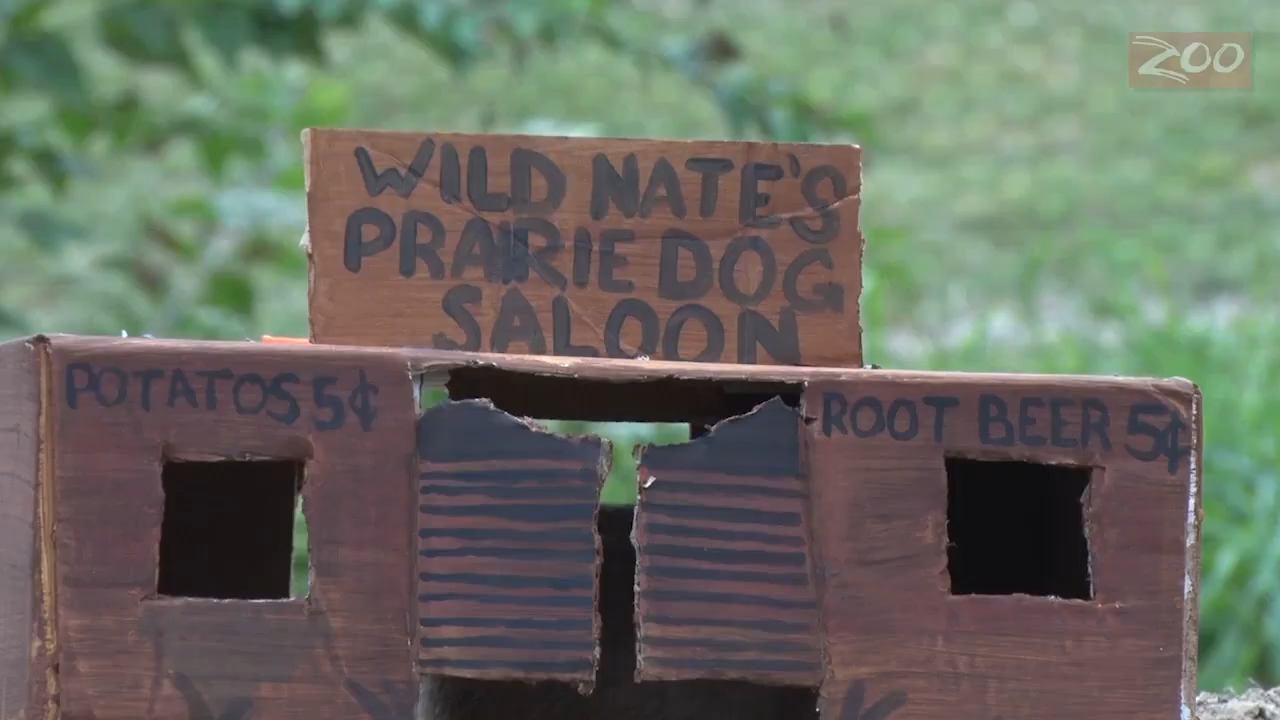 ZOO
WILD NATE'S
PRAIRIE DOG
SALOON
POTATOS 5¢
ROOT BEER 5¢